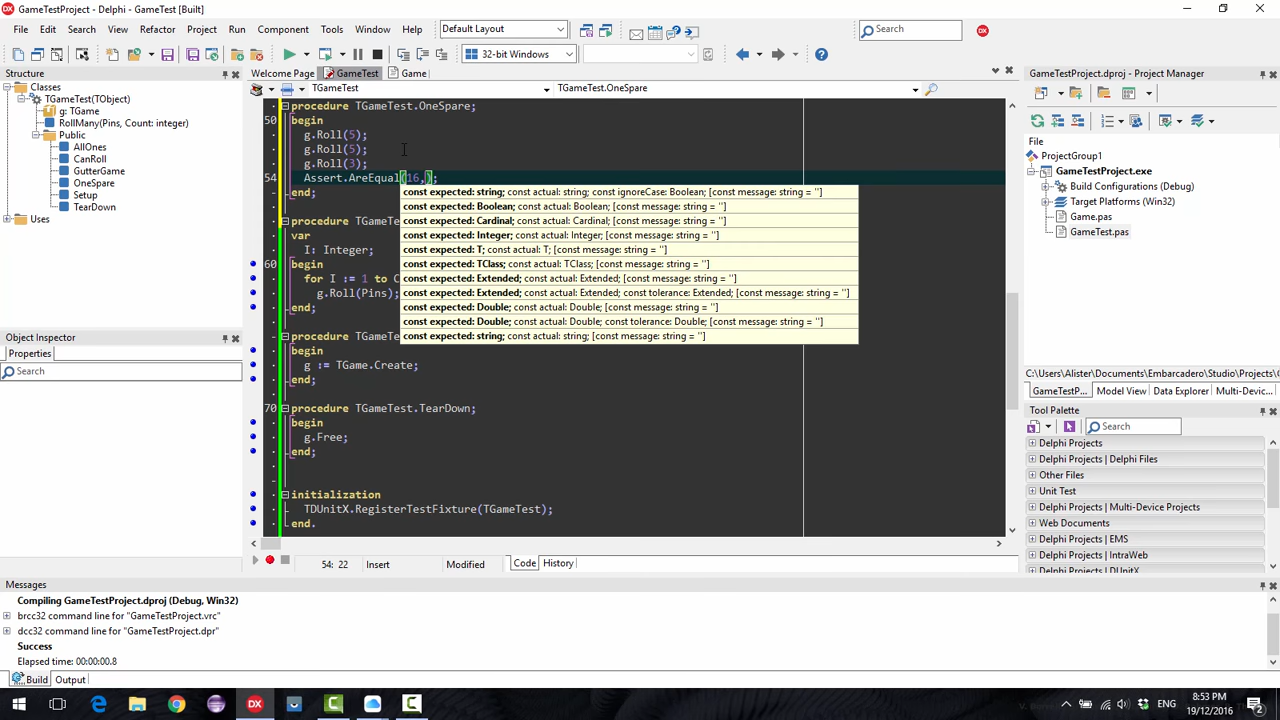 GameTestProject - Delphi - GameTest [Built]
File Edit Search View Refactor Project Run Component Tools Window Help
Default Layout
Search
32-bit Windows
Structure
Classes
TGameTest(TObject)
g: TGame
RollMany(Pins, Count: integer)
Public
AllOnes
CanRoll
GutterGame
OneSpare
Setup
TearDown
Uses
Object Inspector
Properties
Search
Welcome Page GameTest Game
TGameTest TGameTest.OneSpare
procedure TGameTest.OneSpare;
50 begin
g.Roll(5);
g.Roll(5);
g.Roll(3);
54 Assert.AreEqual(16,);
end;
const expected: string; const actual: string; const ignoreCase: Boolean; [const message: string = '']
const expected: Boolean; const actual: Boolean; [const message: string = '']
const expected: Cardinal; const actual: Cardinal; [const message: string = '']
const expected: Integer; const actual: Integer; [const message: string = '']
const expected: T; const actual: T; [const message: string = '']
const expected: TClass; const actual: TClass; [const message: string = '']
const expected: Extended; const actual: Extended; [const message: string = '']
const expected: Extended; const actual: Extended; const tolerance: Extended; [const message: string = '']
const expected: Double; const actual: Double; [const message: string = '']
const expected: Double; const actual: Double; const tolerance: Double; [const message: string = '']
const expected: string; const actual: string; [const message: string = '']
procedure TGameTe
var
I: Integer;
60 begin
for I := 1 to C
g.Roll(Pins);
end;
procedure TGameTe
begin
g := TGame.Create;
end;
70 procedure TGameTest.TearDown;
begin
g.Free;
end;
initialization
TDUnitX.RegisterTestFixture(TGameTest);
end.
54: 22 Insert Modified Code History
GameTestProject.dproj - Project Manager
File
ProjectGroup1
GameTestProject.exe
Build Configurations (Debug)
Target Platforms (Win32)
Game.pas
GameTest.pas
C:\Users\Alister\Documents\Embarcadero\Studio\Projects\G
GameTestP... Model View Data Explorer Multi-Devic...
Tool Palette
Search
Delphi Projects
Delphi Projects | Delphi Files
Other Files
Unit Test
Delphi Projects | Multi-Device Projects
Web Documents
Delphi Projects | EMS
Delphi Projects | IntraWeb
Delphi Projects | DUnitX
Messages
Compiling GameTestProject.dproj (Debug, Win32)
brcc32 command line for "GameTestProject.vrc"
dcc32 command line for "GameTestProject.dpr"
Success
Elapsed time: 00:00:00.8
Build Output
ENG
8:53 PM
19/12/2016
2